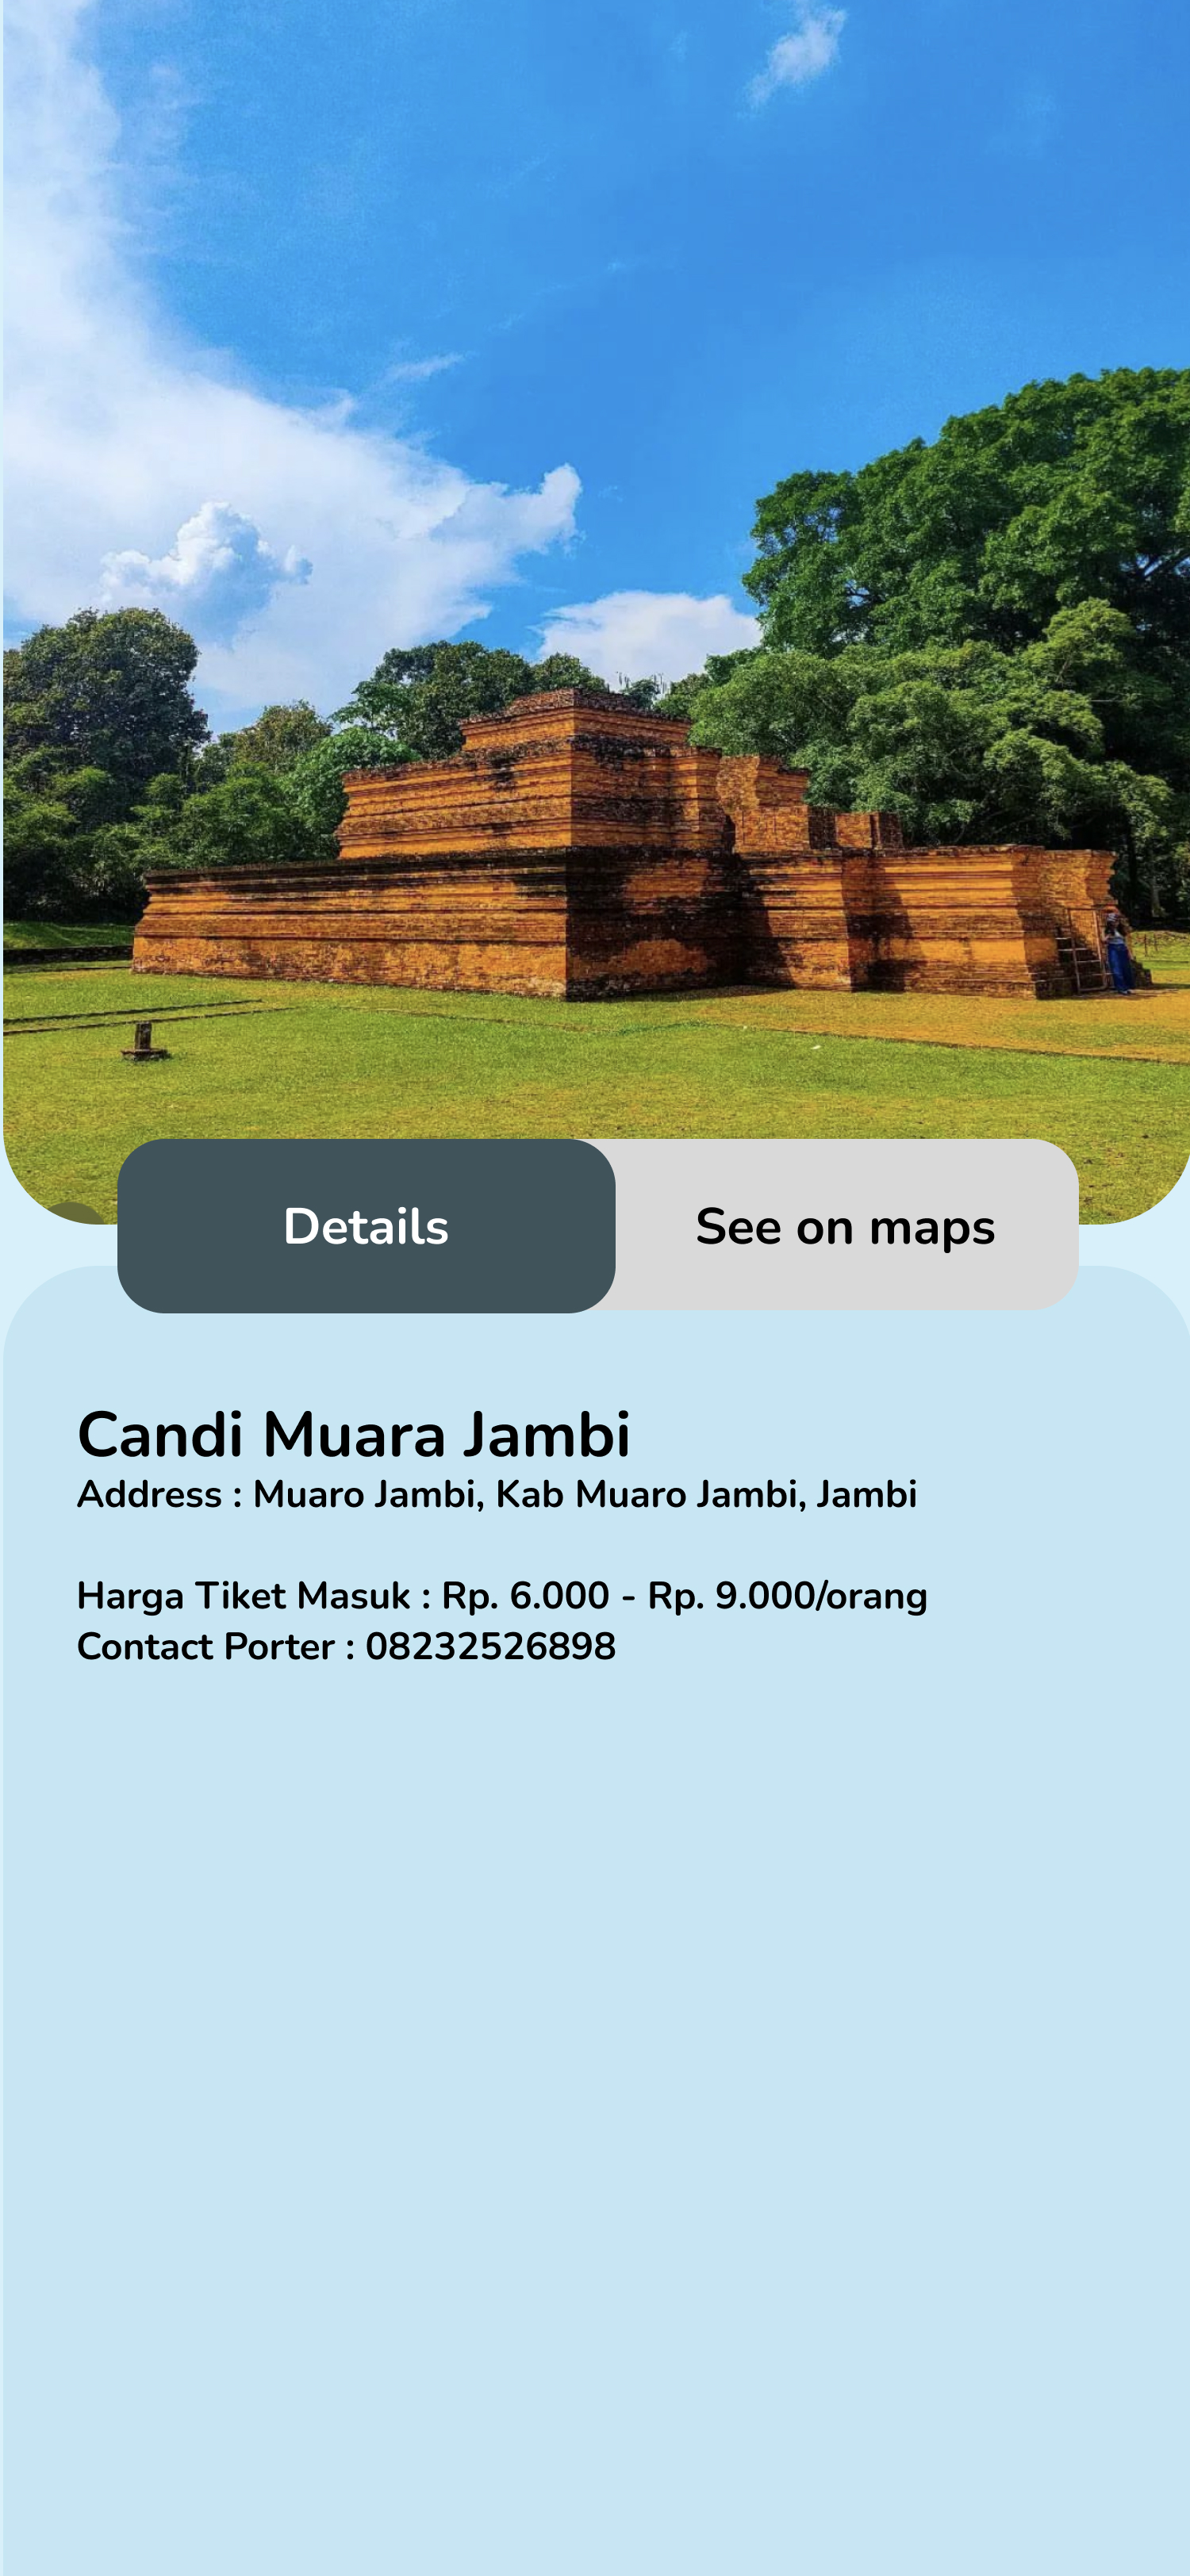 Details
See on maps
Candi Muara Jambi
Address : Muaro Jambi, Kab Muaro Jambi, Jambi
Harga Tiket Masuk : Rp. 6.000 - Rp. 9.000/orang
Contact Porter : 08232526898